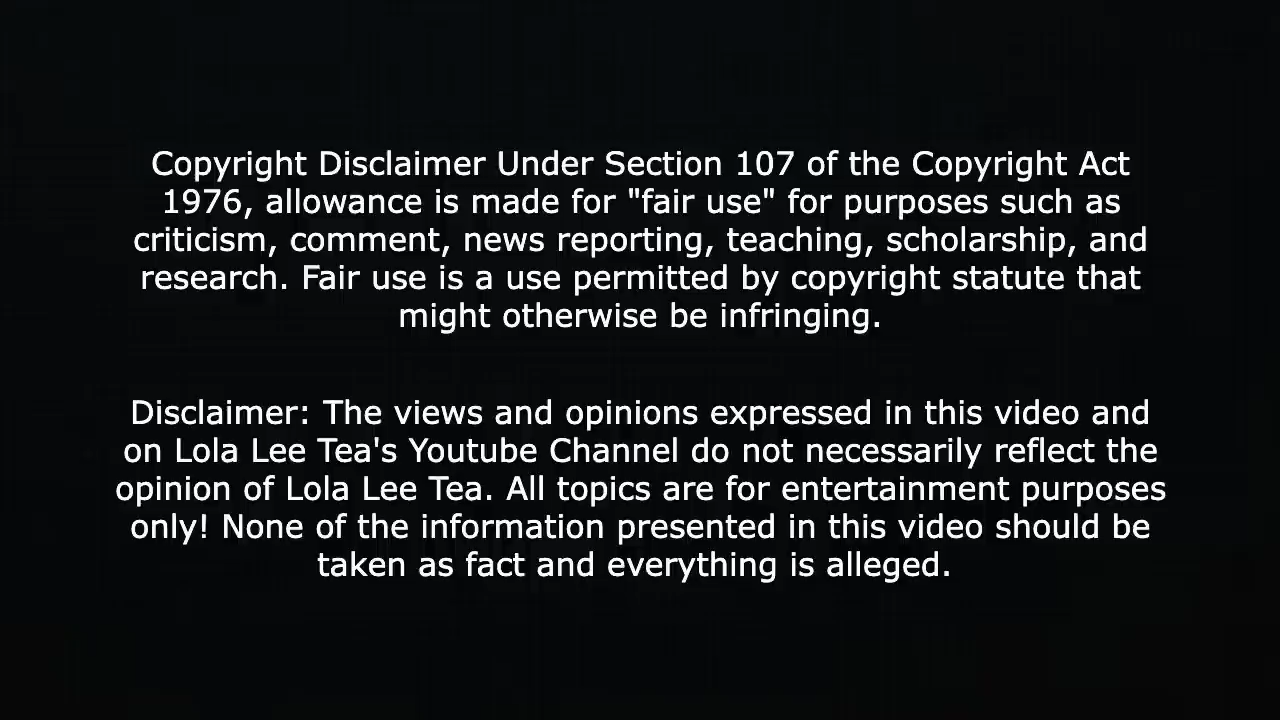 Copyright Disclaimer Under Section 107 of the Copyright Act
1976, allowance is made for "fair use" for purposes such as
criticism, comment, news reporting, teaching, scholarship, and
research. Fair use is a use permitted by copyright statute that
might otherwise be infringing.
Disclaimer: The views and opinions expressed in this video and
on Lola Lee Tea's Youtube Channel do not necessarily reflect the
opinion of Lola Lee Tea. All topics are for entertainment purposes
only! None of the information presented in this video should be
taken as fact and everything is alleged.